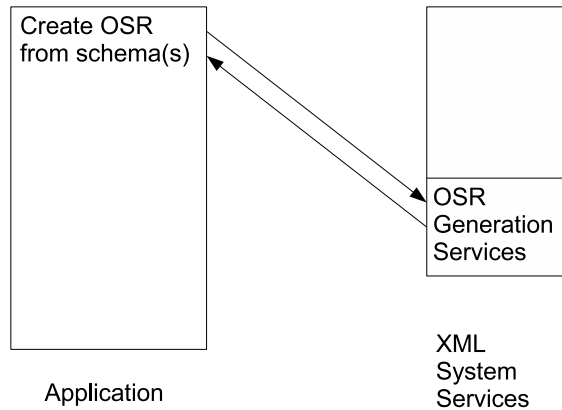 Create OSR
from schema(s)
OSR
Generation
Services
Application
XML
System
Services